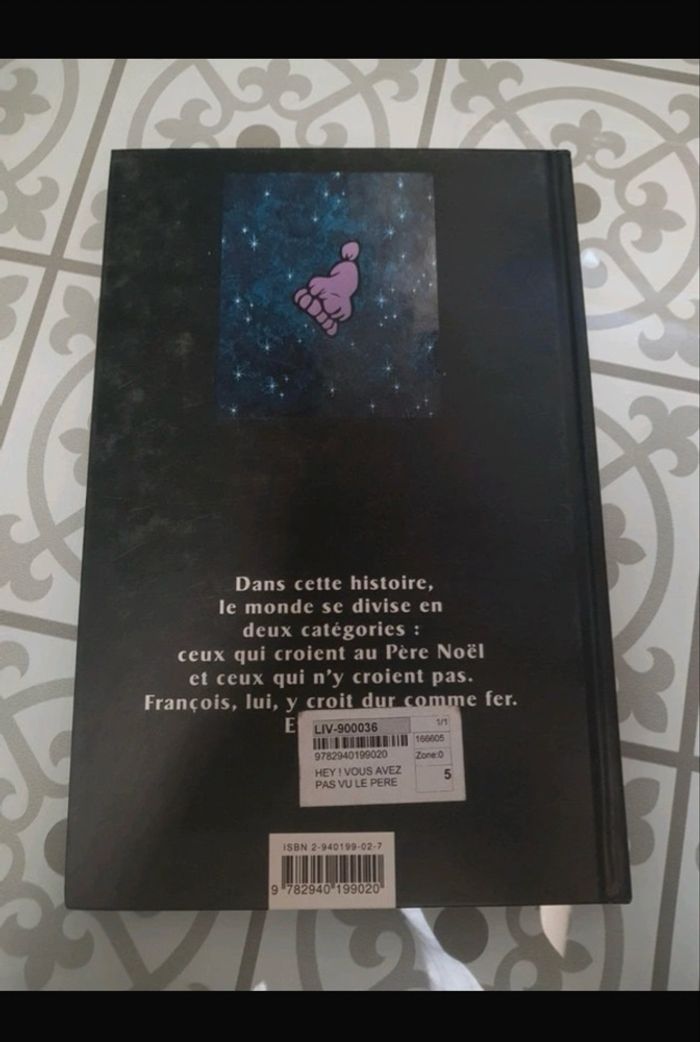 Dans cette histoire,
le monde se divise en
deux catégories :
ceux qui croient au Père Noël
et ceux qui n'y croient pas.
François, lui, y croit dur comme fer.
LIV-900036
1/1
166605
9782940199020
Zone:0
HEY ! VOUS AVEZ
PAS VU LE PERE
5
ISBN 2-940199-02-7
9 782940 199020